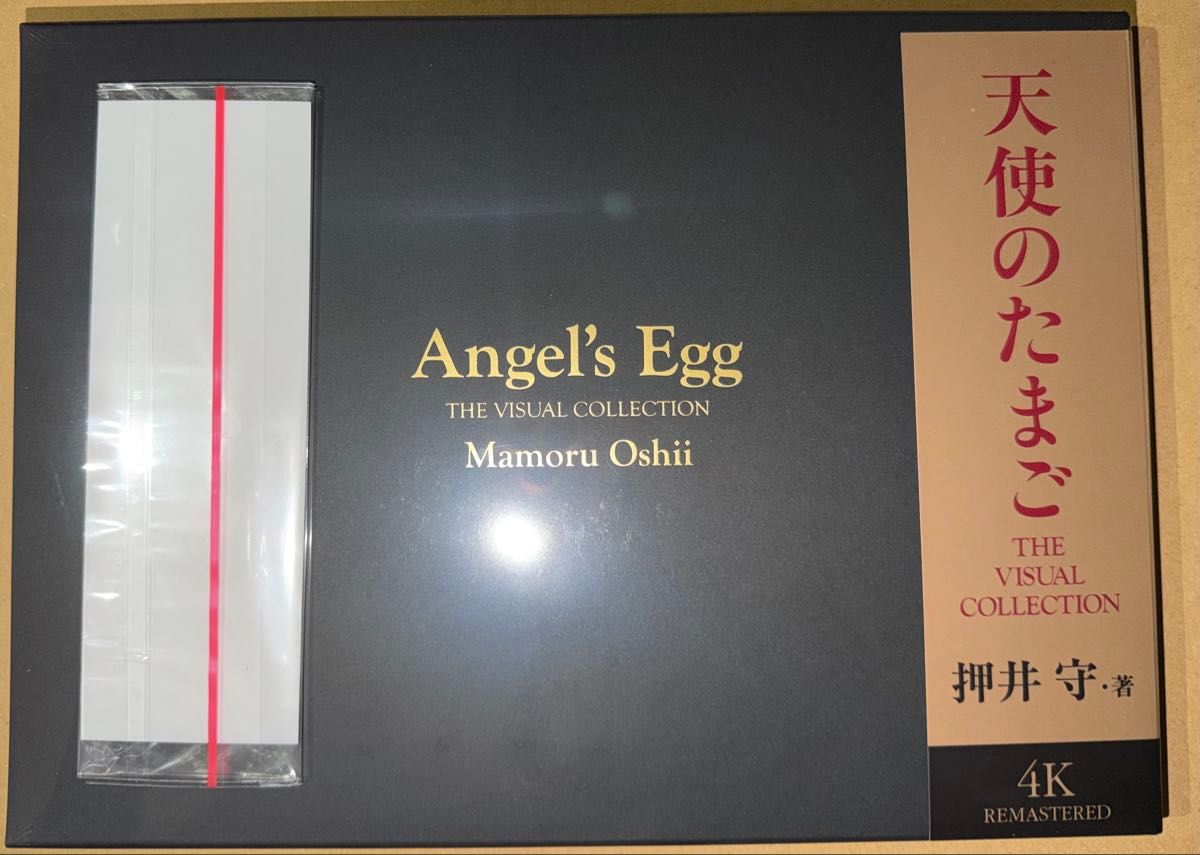 Angel's Egg
THE VISUAL COLLECTION
Mamoru Oshii
天使のたまご
THE
VISUAL
COLLECTION
押井 守・著
4K
REMASTERED